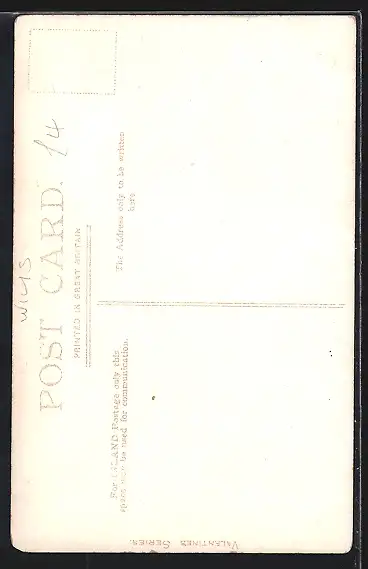 POST CARD.
14
PRINTED IN GREAT BRITAIN
For INLAND Postage only this
space may be used for communication.
The Address only to be written
here
VALENTINES SERIES.